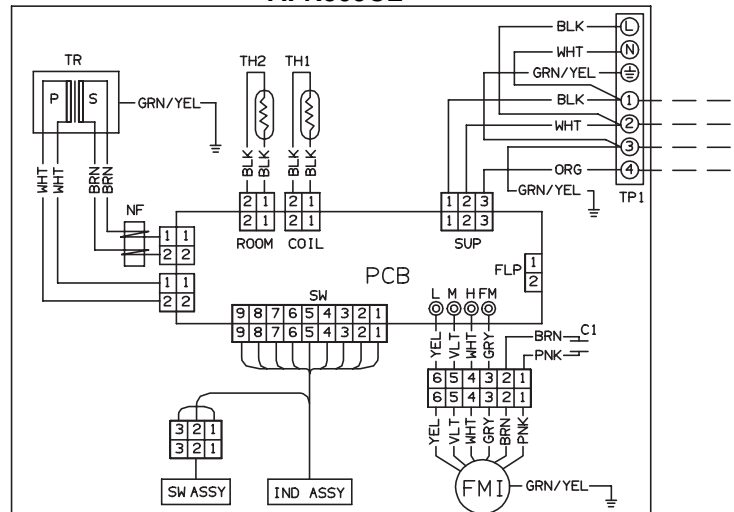 BLK L
WHT N
GRN/YEL
BLK 1
WHT 2
3
ORG 4
GRN/YEL
TP1
TR
P S
GRN/YEL
WHT WHT BRN BRN
NF
1 1
2 2
1 1
2 2
TH2 TH1
BLK BLK BLK BLK
2 1 2 1
2 1 2 1
ROOM COIL
1 2 3
1 2 3
SUP
PCB
FLP 1
2
SW
9 8 7 6 5 4 3 2 1
9 8 7 6 5 4 3 2 1
L M H FM
YEL VLT WHT GRY
BRN C1
PNK
6 5 4 3 2 1
6 5 4 3 2 1
YEL VLT WHT GRY BRN PNK
FMI
GRN/YEL
3 2 1
3 2 1
SW ASSY
IND ASSY